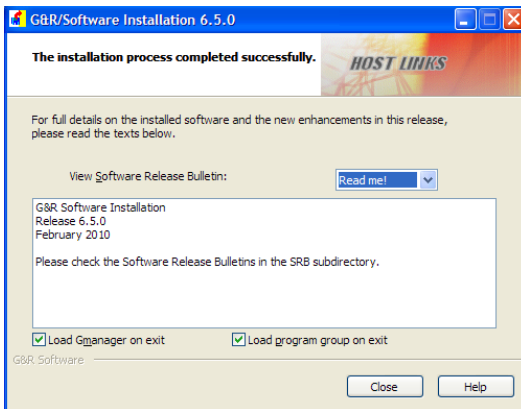 G&R/Software Installation 6.5.0
The installation process completed successfully.
HOST LINKS
For full details on the installed software and the new enhancements in this release,
please read the texts below.
View Software Release Bulletin:
Read me!
G&R Software Installation
Release 6.5.0
February 2010
Please check the Software Release Bulletins in the SRB subdirectory.
Load Gmanager on exit
Load program group on exit
G&R Software
Close
Help